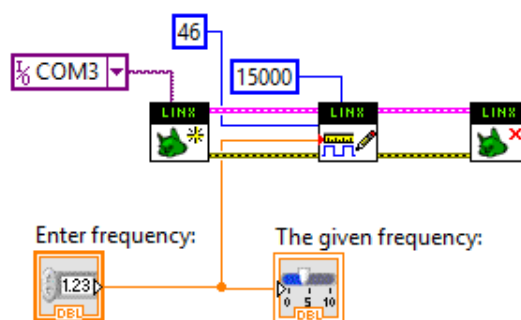 46
I/O COM3
15000
LINX
LINX
LINX
Enter frequency:
The given frequency:
1.23
DBL
0 5 10
DBL